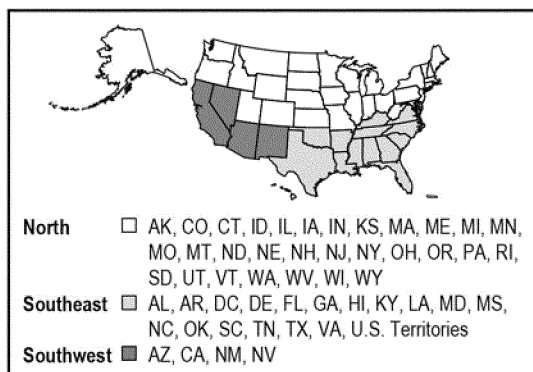 North AK, CO, CT, ID, IL, IA, IN, KS, MA, ME, MI, MN,
MO, MT, ND, NE, NH, NJ, NY, OH, OR, PA, RI,
SD, UT, VT, WA, WV, WI, WY
Southeast AL, AR, DC, DE, FL, GA, HI, KY, LA, MD, MS,
NC, OK, SC, TN, TX, VA, U.S. Territories
Southwest AZ, CA, NM, NV